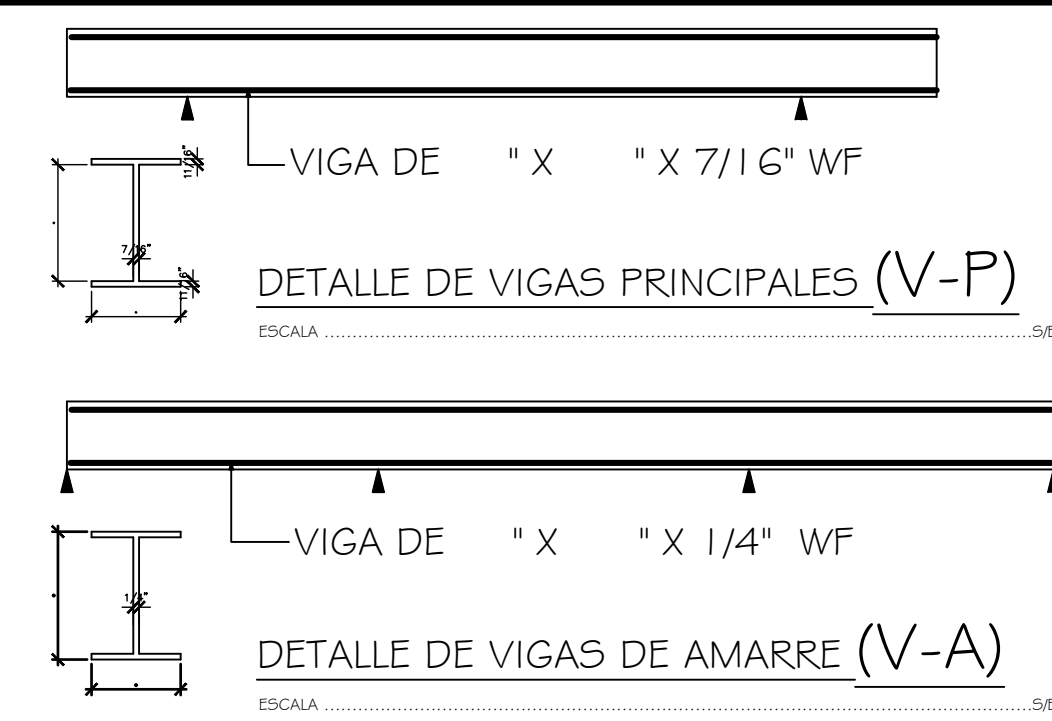 VIGA DE " X " X 7/16" WF
11/16"
7/16"
11/16"
DETALLE DE VIGAS PRINCIPALES (V-P)
ESCALA ........................................ S/E
VIGA DE " X " X 1/4" WF
1/4"
DETALLE DE VIGAS DE AMARRE (V-A)
ESCALA ........................................ S/E